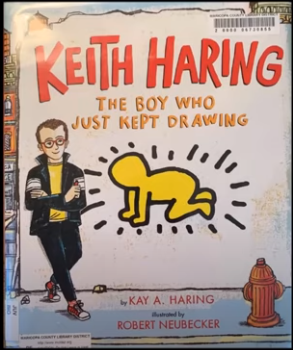 KEITH HARING
THE BOY WHO
JUST KEPT DRAWING
by KAY A. HARING
illustrated by
ROBERT NEUBECKER